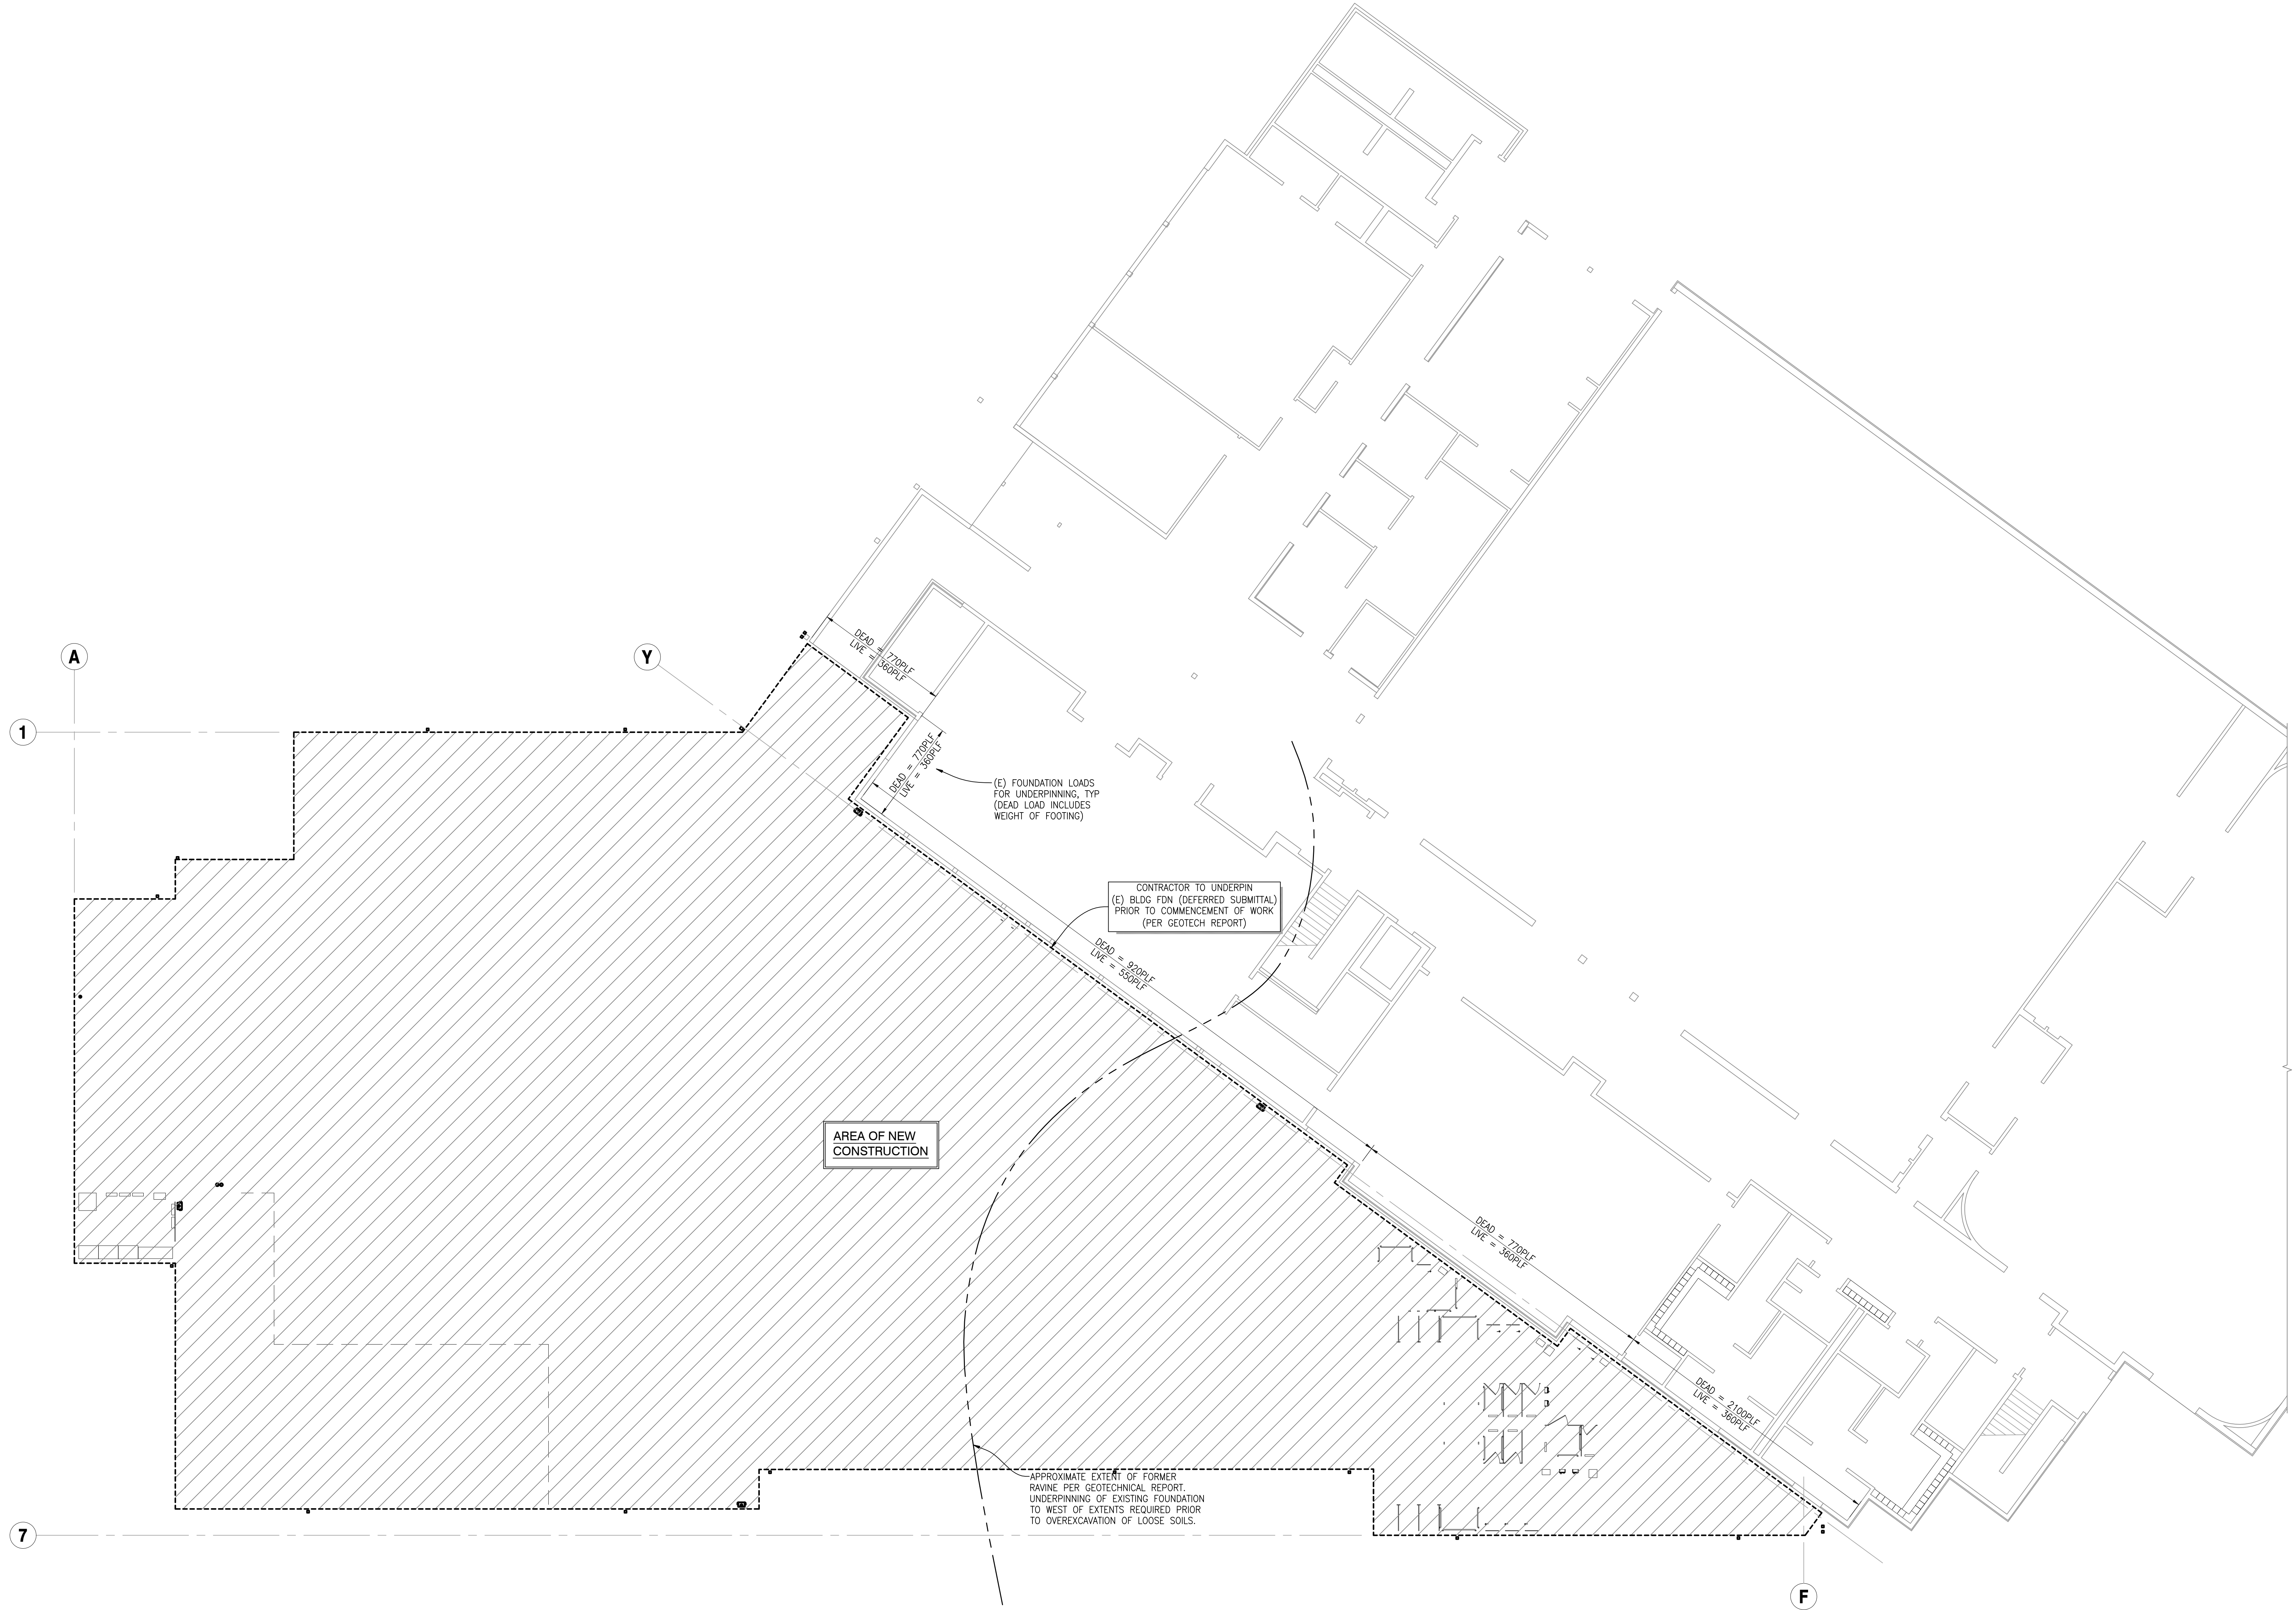 A
Y
1
DEAD = 770PLF
LIVE = 360PLF
DEAD = 770PLF
LIVE = 360PLF
(E) FOUNDATION LOADS
FOR UNDERPINNING, TYP
(DEAD LOAD INCLUDES
WEIGHT OF FOOTING)
CONTRACTOR TO UNDERPIN
(E) BLDG FDN (DEFERRED SUBMITTAL)
PRIOR TO COMMENCEMENT OF WORK
(PER GEOTECH REPORT)
DEAD = 920PLF
LIVE = 550PLF
AREA OF NEW
CONSTRUCTION
DEAD = 770PLF
LIVE = 360PLF
DEAD = 2100PLF
LIVE = 360PLF
APPROXIMATE EXTENT OF FORMER
RAVINE PER GEOTECHNICAL REPORT.
UNDERPINNING OF EXISTING FOUNDATION
TO WEST OF EXTENTS REQUIRED PRIOR
TO OVEREXCAVATION OF LOOSE SOILS.
7
F